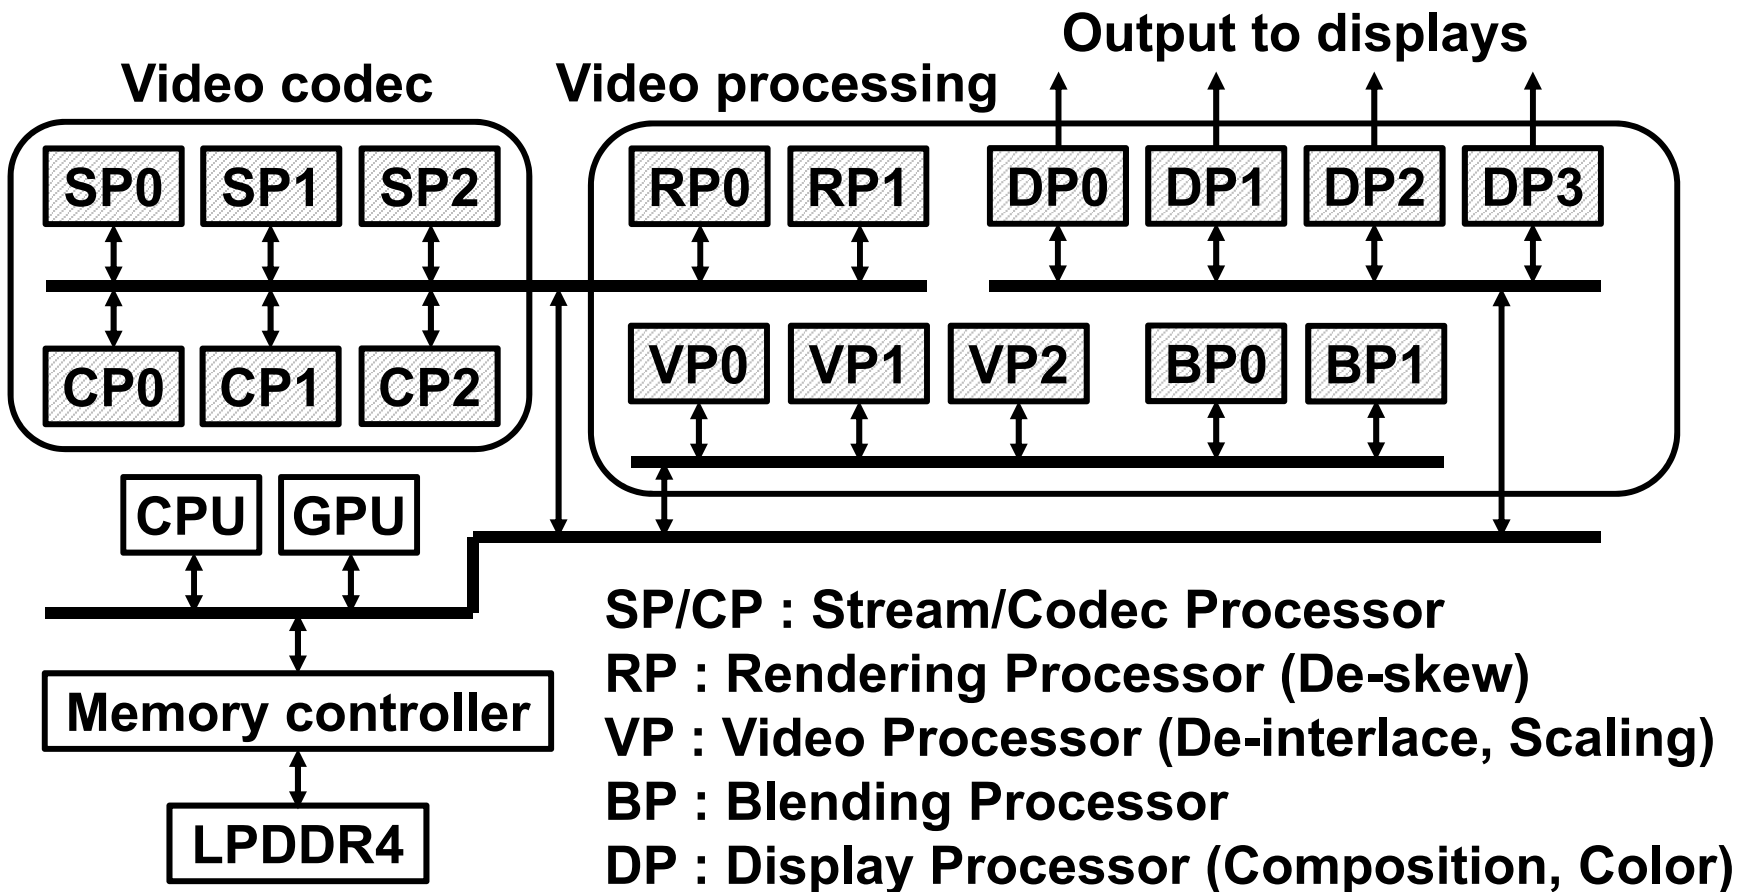 Output to displays
Video codec
Video processing
SP0 SP1 SP2 RP0 RP1 DP0 DP1 DP2 DP3
CP0 CP1 CP2 VP0 VP1 VP2 BP0 BP1
CPU GPU
SP/CP : Stream/Codec Processor
RP : Rendering Processor (De-skew)
Memory controller
VP : Video Processor (De-interlace, Scaling)
BP : Blending Processor
LPDDR4
DP : Display Processor (Composition, Color)